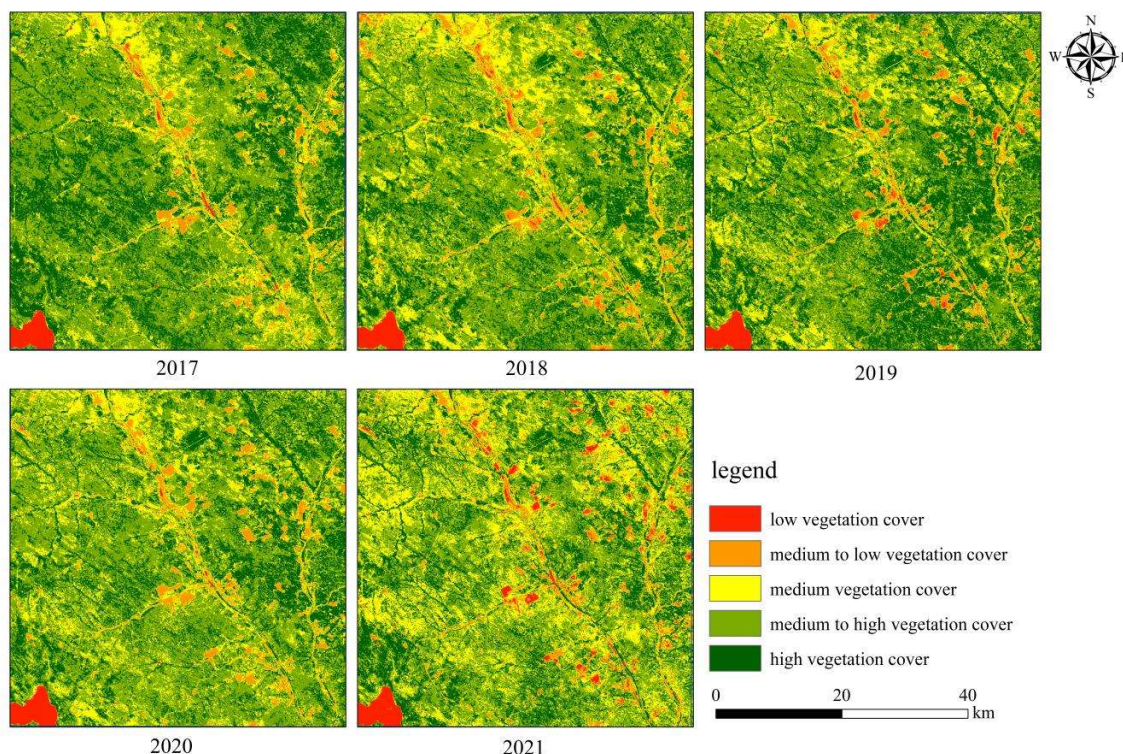 N
W
S
2017
2018
2019
2020
2021
legend
low vegetation cover
medium to low vegetation cover
medium vegetation cover
medium to high vegetation cover
high vegetation cover
0 20 40
km